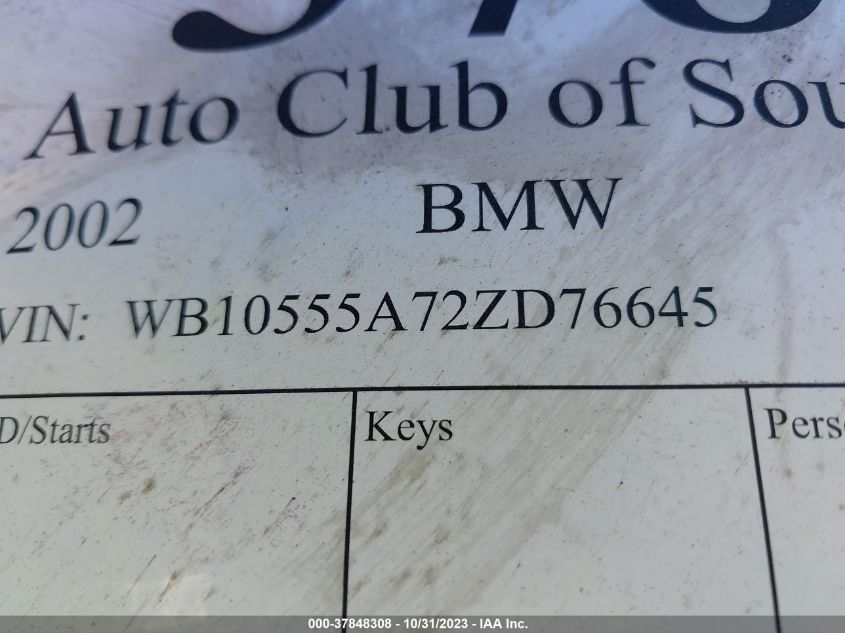 Auto Club of Sou
2002 BMW
VIN: WB10555A72ZD76645
D/Starts Keys Pers
000-37848308 - 10/31/2023 - IAA Inc.